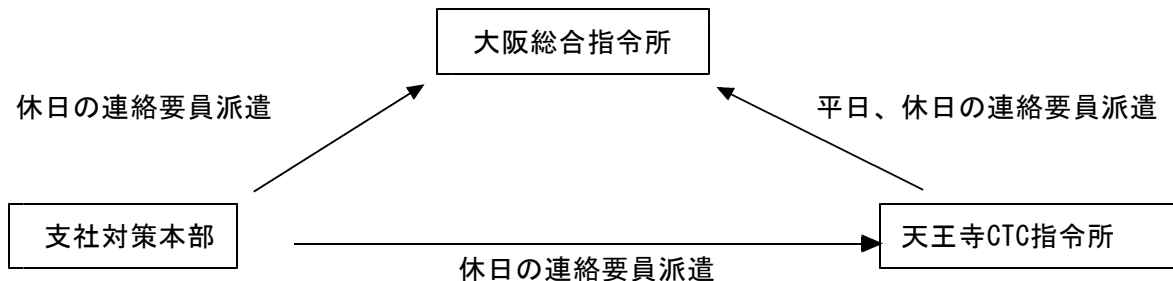 大阪総合指令所
休日の連絡要員派遣
平日、休日の連絡要員派遣
支社対策本部
天王寺CTC指令所
休日の連絡要員派遣